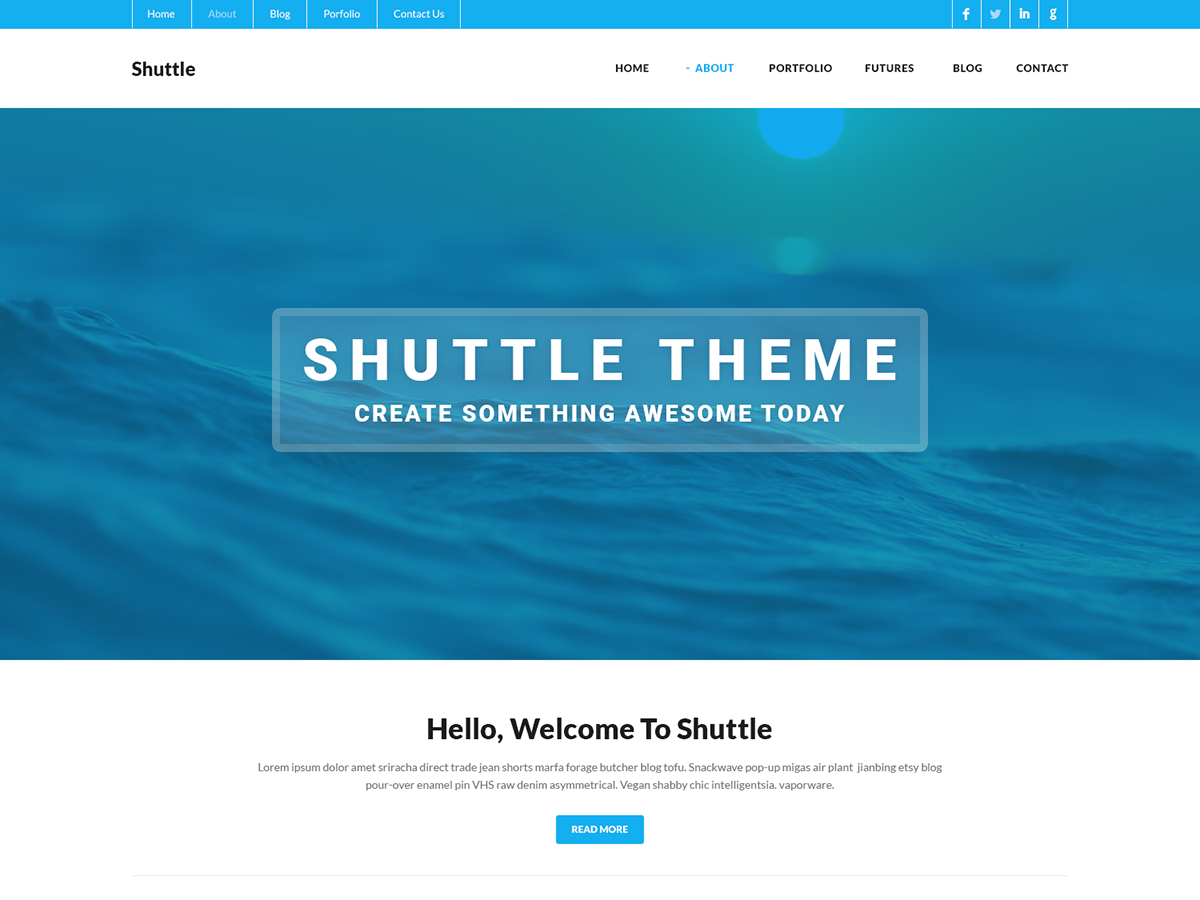 Home About Blog Porfolio Contact Us
Shuttle
HOME - ABOUT PORTFOLIO FUTURES BLOG CONTACT
SHUTTLE THEME
CREATE SOMETHING AWESOME TODAY
Hello, Welcome To Shuttle
Lorem ipsum dolor amet sriracha direct trade jean shorts marfa forage butcher blog tofu. Snackwave pop-up migas air plant jianbing etsy blog
pour-over enamel pin VHS raw denim asymmetrical. Vegan shabby chic intelligentsia. vaporware.
READ MORE